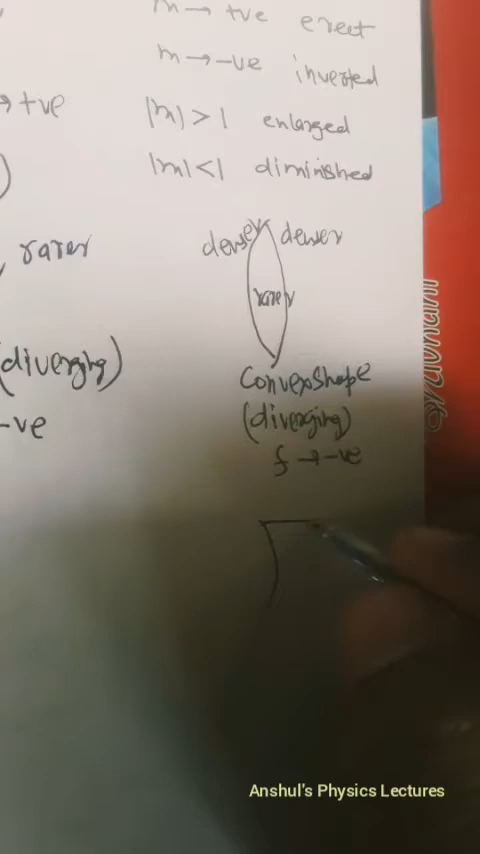 m → +ve erect
m → -ve inverted
→ +ve
|m| > 1 enlarged
|m| < 1 diminished
)
, rarer
denser denser
rarer
(diverging)
-ve
Convex shape
(diverging)
f → -ve
Anshul's Physics Lectures